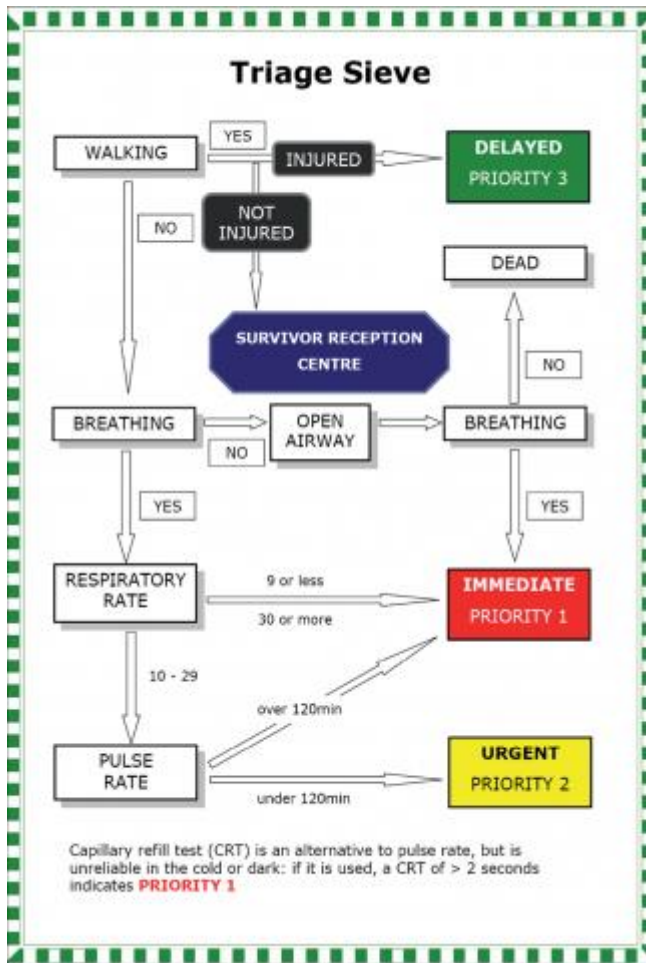 Triage Sieve
WALKING
YES
INJURED
DELAYED
PRIORITY 3
NO
NOT
INJURED
DEAD
SURVIVOR RECEPTION
CENTRE
NO
BREATHING
NO
OPEN
AIRWAY
BREATHING
YES
YES
RESPIRATORY
RATE
9 or less
30 or more
IMMEDIATE
PRIORITY 1
10 - 29
over 120min
PULSE
RATE
under 120min
URGENT
PRIORITY 2
Capillary refill test (CRT) is an alternative to pulse rate, but is
unreliable in the cold or dark: if it is used, a CRT of > 2 seconds
indicates PRIORITY 1